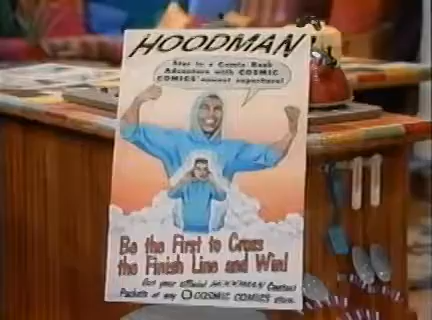 HOODMAN
Star in a Comic Book
Adventure with COSMIC
COMICS' newest superhero!
Be the First to Cross
the Finish Line and Win!
Get your official HOODMAN Contest
Packets at any COSMIC COMICS store.